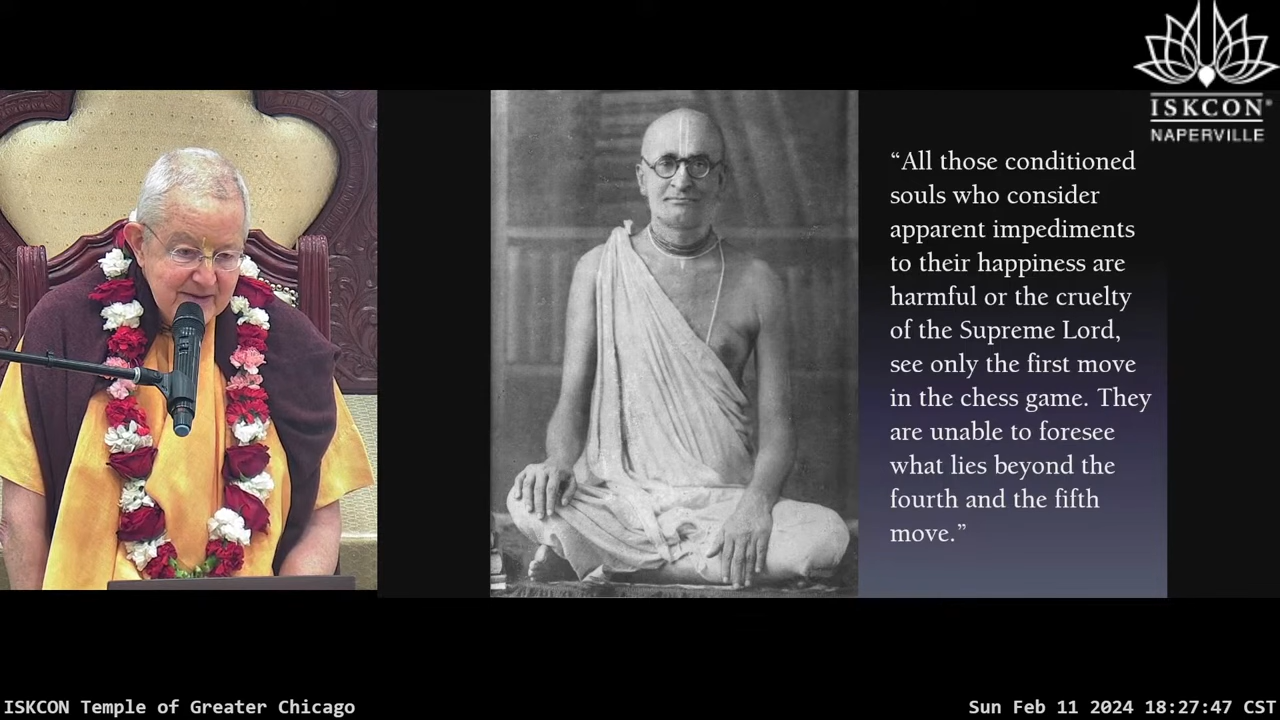 ISKCON®
NAPERVILLE
“All those conditioned
souls who consider
apparent impediments
to their happiness are
harmful or the cruelty
of the Supreme Lord,
see only the first move
in the chess game. They
are unable to foresee
what lies beyond the
fourth and the fifth
move.”
ISKCON Temple of Greater Chicago
Sun Feb 11 2024 18:27:47 CST